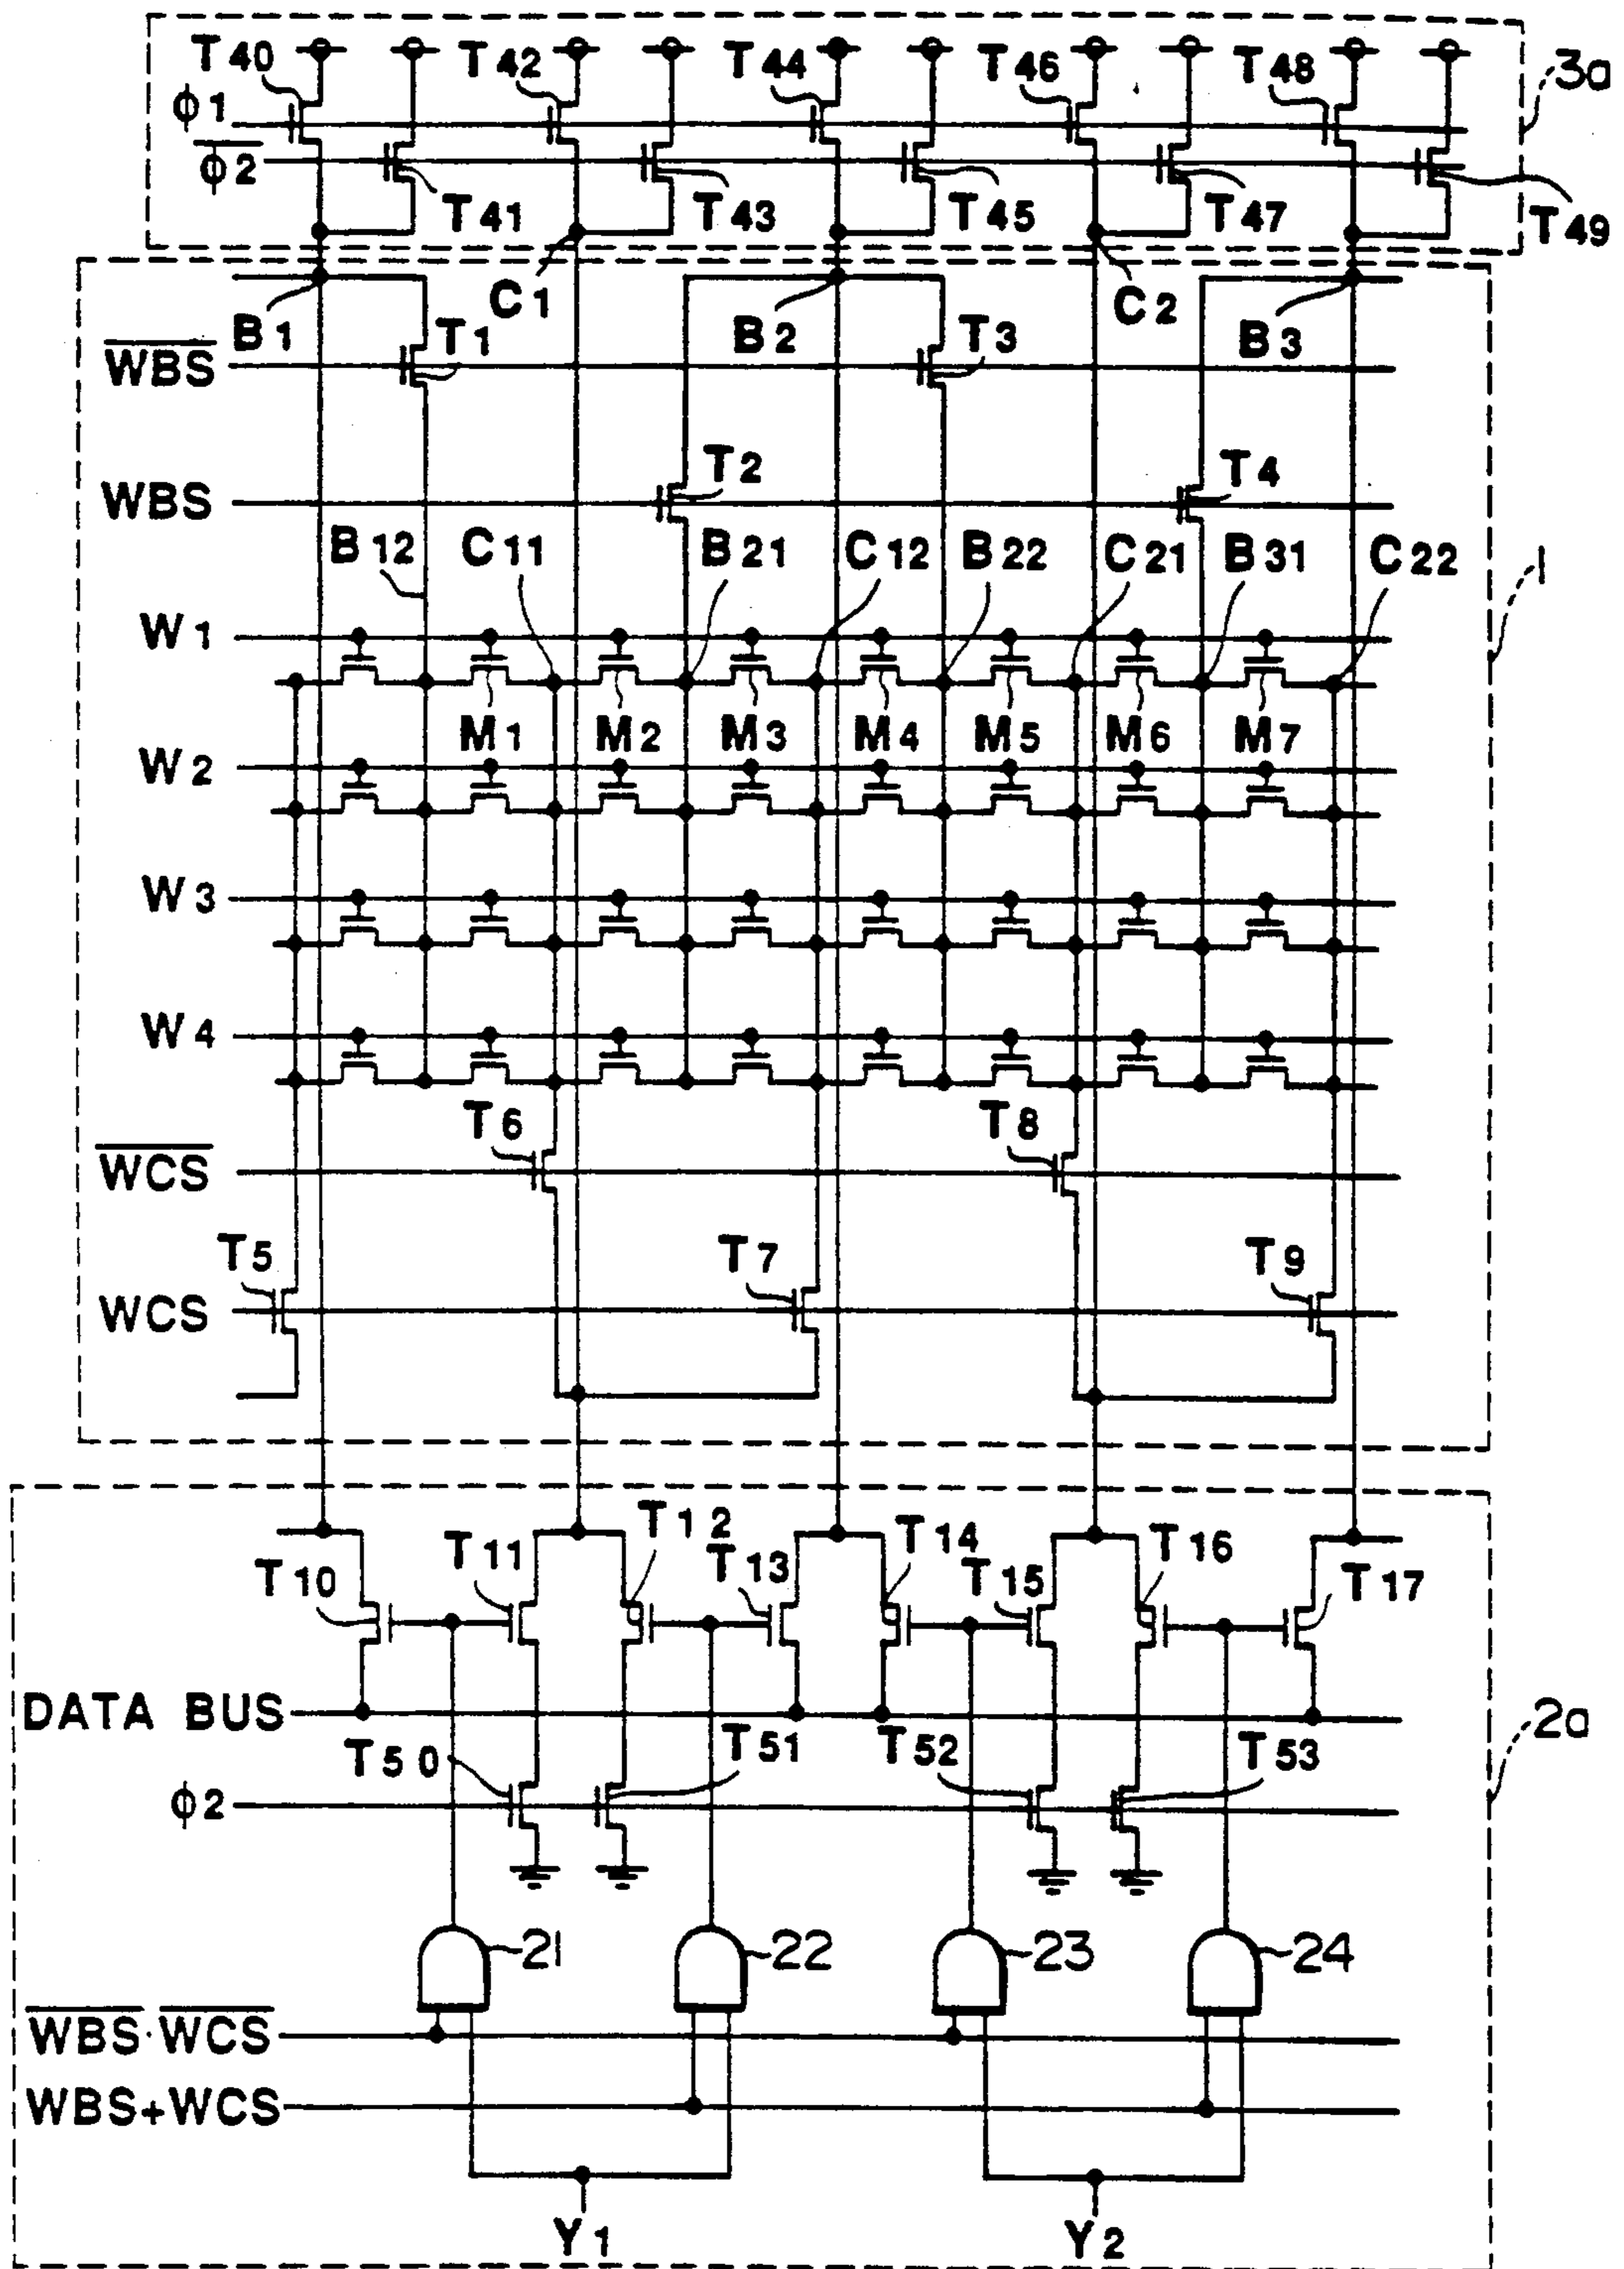 T40 T42 T44 T46 T48 3a
φ1
φ2
T41 T43 T45 T47 T49
B1 C1 B2 C2 B3
T1 T3
WBS
T2 T4
WBS
B12 C11 B21 C12 B22 C21 B31 C22
1
W1
M1 M2 M3 M4 M5 M6 M7
W2
W3
W4
T6 T8
WCS
T5 T7 T9
WCS
T10 T11 T12 T13 T14 T15 T16 T17
DATA BUS
2a
T50 T51 T52 T53
φ2
21 22 23 24
WBS·WCS
WBS+WCS
Y1 Y2